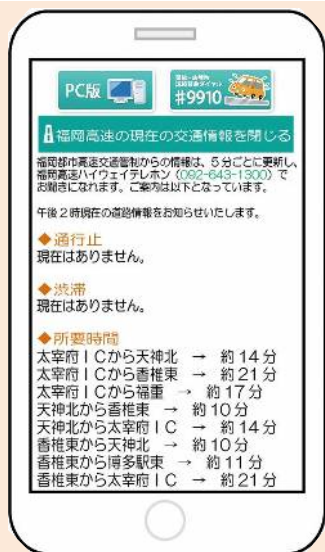 PC版
#9910
福岡高速の現在の交通情報を閉じる
福岡都市高速交通管制からの情報は、5分ごとに更新し、
福岡高速ハイウェイテレホン(092-643-1300)で
お聞きになれます。ご案内は以下となっています。
午後2時現在の道路情報をお知らせいたします。
◆通行止
現在はありません。
◆渋滞
現在はありません。
◆所要時間
太宰府ICから天神北 → 約14分
太宰府ICから香椎東 → 約21分
太宰府ICから福重 → 約17分
天神北から香椎東 → 約10分
天神北から太宰府IC → 約14分
香椎東から天神北 → 約10分
香椎東から博多駅東 → 約11分
香椎東から太宰府IC → 約21分